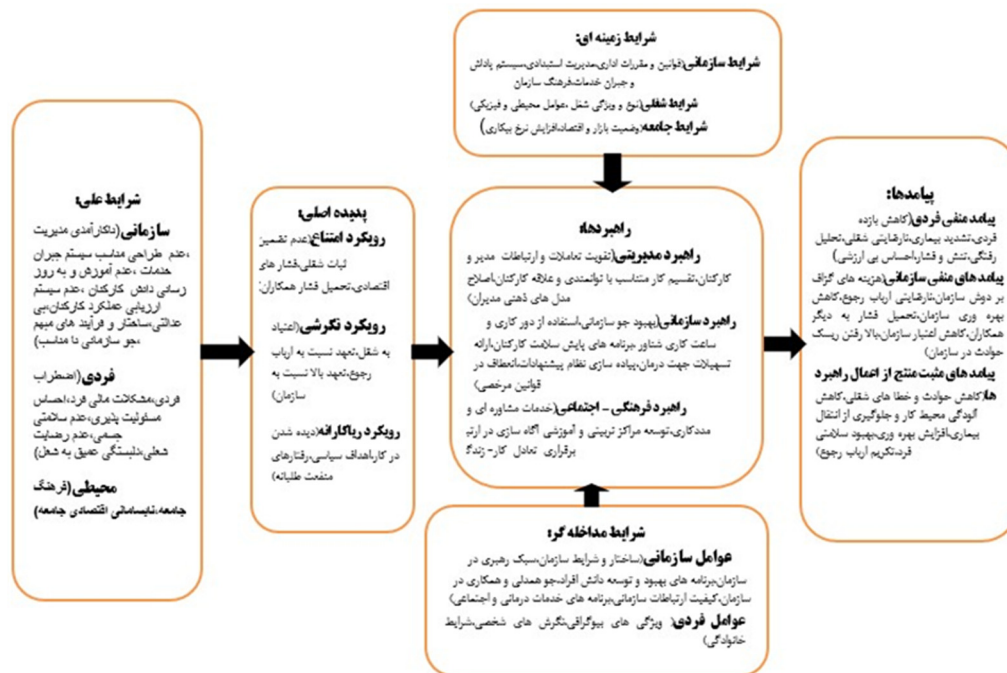 شرایط زمینه ای:
شرایط سازمانی(قوانین و مقررات اداری،مدیریت استبدادی،سیستم پاداش
و جبران خدمات،فرهنگ سازمان
شرایط شغلی(نوع و ویژگی شغل ،عوامل محیطی و فیزیکی)
شرایط جامعه(وضعیت بازار و اقتصاد،افزایش نرخ بیکاری)
شرایط علی:
سازمانی(ناکارآمدی مدیریت
،عدم طراحی مناسب سیستم جبران
خدمات ،عدم آموزش و به روز
رسانی دانش کارکنان ،عدم سیستم
ارزیابی عملکرد کارکنان،بی
عدالتی،ساختار و فرآیند های مبهم
،جو سازمانی نا مناسب)
فردی(اضطراب
فردی،مشکلات مالی فرد،احساس
مسئولیت پذیری،عدم سلامتی
جسمی،عدم رضایت
شغلی،دلبستگی عمیق به شغل)
محیطی(فرهنگ
جامعه،نابسامانی اقتصادی جامعه)
پدیده اصلی:
رویکرد امتناع(عدم تضمین
ثبات شغلی،فشار های
اقتصادی،تحمیل فشار همکاران)
رویکرد نگرشی(اعتیاد
به شغل،تعهد نسبت به ارباب
رجوع،تعهد بالا نسبت به
سازمان)
رویکرد ریاکارانه(دیده شدن
در کار،اهداف سیاسی،رفتارهای
منفعت طلبانه)
راهبردها:
راهبرد مدیریتی(تقویت تعاملات و ارتباطات مدیر و
کارکنان،تقسیم کار متناسب با توانمندی و علاقه کارکنان،اصلاح
مدل های ذهنی مدیران)
راهبرد سازمانی(بهبود جو سازمانی،استفاده از دور کاری و
ساعت کاری شناور ،برنامه های پایش سلامت کارکنان،ارائه
تسهیلات جهت درمان،پیاده سازی نظام پیشنهادات،انعطاف در
قوانین مرخصی)
راهبرد فرهنگی - اجتماعی(خدمات مشاوره ای و
مددکاری،توسعه مراکز تربیتی و آموزشی آگاه سازی در
برقراری تعادل کار-
شرایط مداخله گر:
عوامل سازمانی(ساختار و شرایط سازمان،سبک رهبری در
سازمان،برنامه های بهبود و توسعه دانش افراد،جو همدلی و همکاری در
سازمان،کیفیت ارتباطات سازمانی،برنامه های خدمات درمانی و اجتماعی)
عوامل فردی( ویژگی های بیوگرافی،نگرش های شخصی،شرایط
خانوادگی)
پیامدها:
پیامد منفی فردی(کاهش بازده
فردی،تشدید بیماری،نارضایتی شغلی،تحلیل
رفتگی،تنش و فشار،احساس بی ارزشی)
پیامد های منفی سازمانی(هزینه های گزاف
بر دوش سازمان،نارضایتی ارباب رجوع،کاهش
بهره وری سازمان،تحمیل فشار به دیگر
همکاران،کاهش اعتبار سازمان،بالا رفتن ریسک
حوادث در سازمان)
پیامد های مثبت منتج از اعمال راهبرد
ها(کاهش حوادث و خطا های شغلی،کاهش
آلودگی محیط کار و جلوگیری از انتقال
بیماری،افزایش بهره وری،بهبود سلامتی
فرد،تکریم ارباب رجوع)